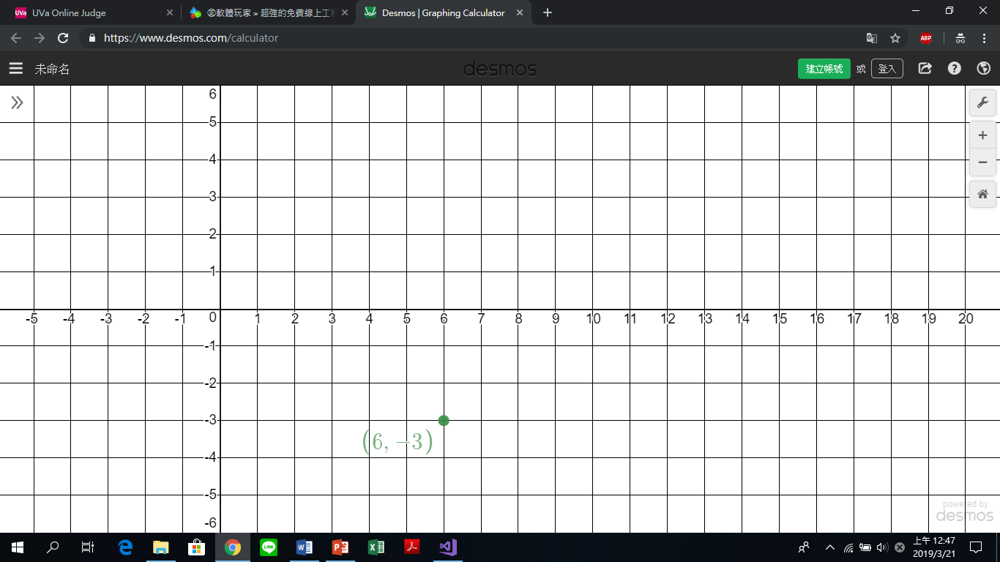 UVa Online Judge
㊣軟體玩家 » 超強的免費線上工程
Desmos | Graphing Calculator
https://www.desmos.com/calculator
ABP
未命名
desmos
建立帳號 或 登入
6
5
4
3
2
1
-5 -4 -3 -2 -1 0 1 2 3 4 5 6 7 8 9 10 11 12 13 14 15 16 17 18 19 20
-1
-2
-3
(6, −3)
-4
-5
-6
powered by
desmos
上午 12:47
2019/3/21